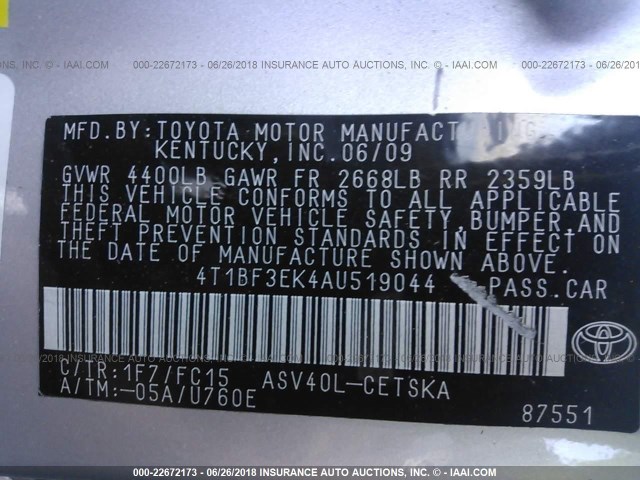 000-22672173 - 06/26/2018 INSURANCE AUTO AUCTIONS, INC. - IAAI.COM
MFD.BY:TOYOTA MOTOR MANUFACTURING
KENTUCKY,INC.06/09
GVWR 4400LB GAWR FR 2668LB RR 2359LB
THIS VEHICLE CONFORMS TO ALL APPLICABLE
FEDERAL MOTOR VEHICLE SAFETY,BUMPER,AND
THEFT PREVENTION STANDARDS IN EFFECT ON
THE DATE OF MANUFACTURE SHOWN ABOVE.
4T1BF3EK4AU519044 PASS.CAR
C/TR:1F7/FC15 ASV40L-CETSKA
A/TM:-05A/U760E
87551
000-22672173 - 06/26/2018 INSURANCE AUTO AUCTIONS, INC. - IAAI.COM